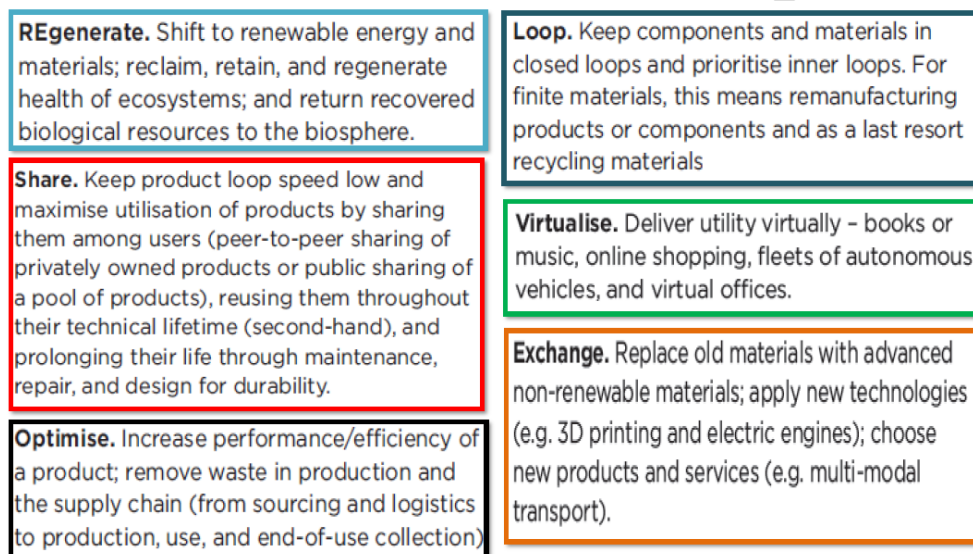 REgenerate. Shift to renewable energy and
materials; reclaim, retain, and regenerate
health of ecosystems; and return recovered
biological resources to the biosphere.
Share. Keep product loop speed low and
maximise utilisation of products by sharing
them among users (peer-to-peer sharing of
privately owned products or public sharing of
a pool of products), reusing them throughout
their technical lifetime (second-hand), and
prolonging their life through maintenance,
repair, and design for durability.
Optimise. Increase performance/efficiency of
a product; remove waste in production and
the supply chain (from sourcing and logistics
to production, use, and end-of-use collection)
Loop. Keep components and materials in
closed loops and prioritise inner loops. For
finite materials, this means remanufacturing
products or components and as a last resort
recycling materials
Virtualise. Deliver utility virtually – books or
music, online shopping, fleets of autonomous
vehicles, and virtual offices.
Exchange. Replace old materials with advanced
non-renewable materials; apply new technologies
(e.g. 3D printing and electric engines); choose
new products and services (e.g. multi-modal
transport).